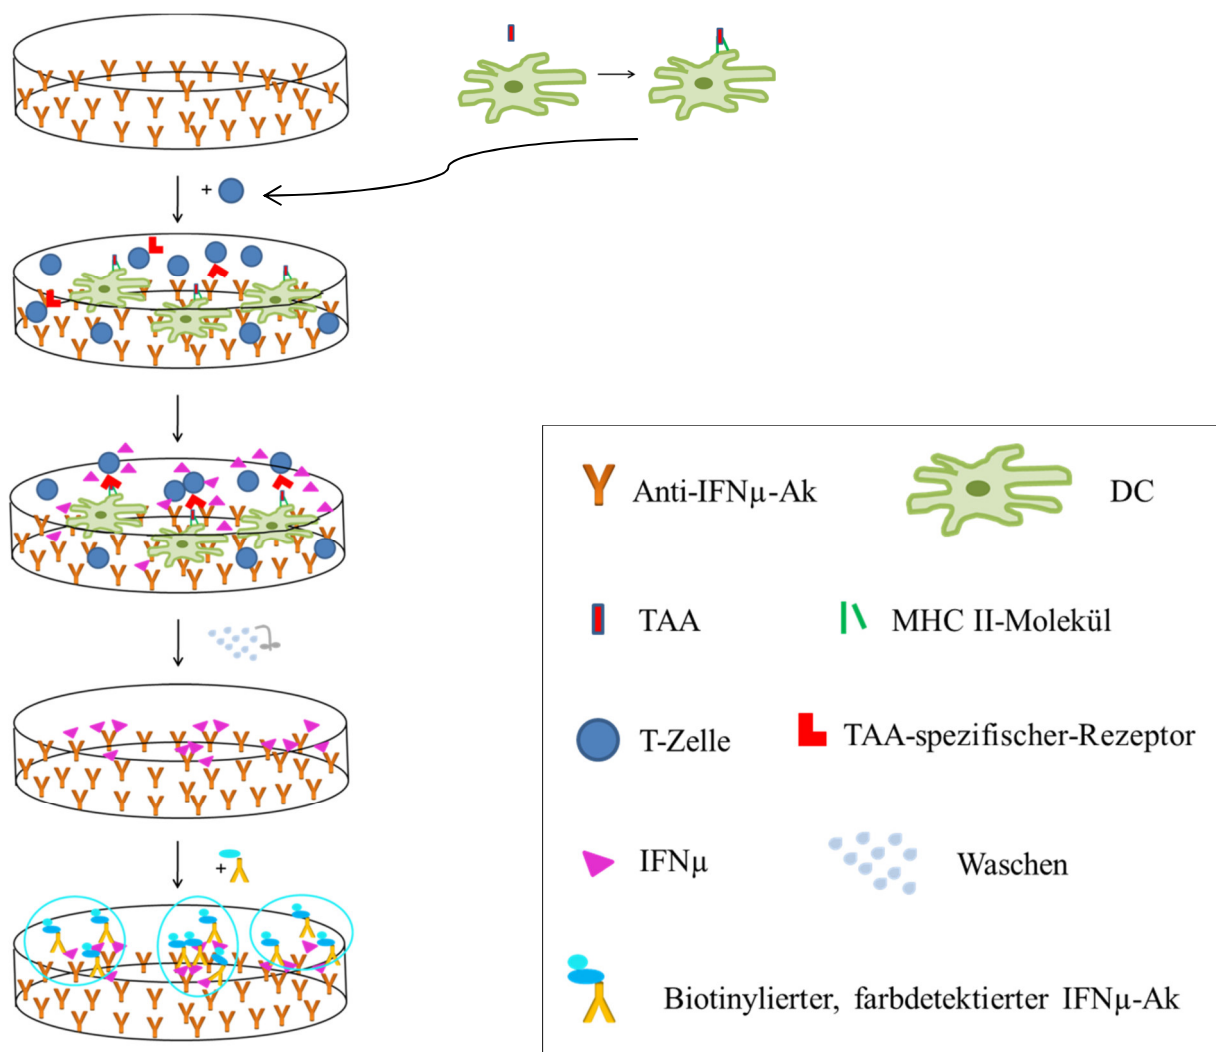 +
Anti-IFNµ-Ak
DC
TAA
MHC II-Molekül
T-Zelle
TAA-spezifischer-Rezeptor
IFNµ
Waschen
+
Biotinylierter, farbdetektierter IFNµ-Ak